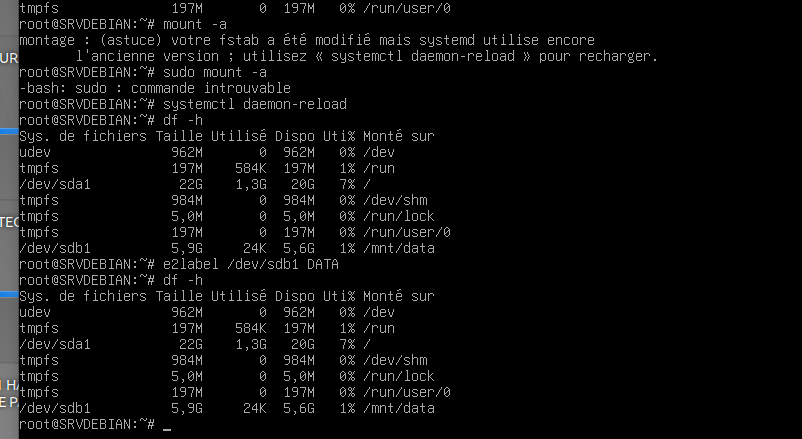 tmpfs 197M 0 197M 0% /run/user/0
root@SRVDEBIAN:~# mount -a
montage : (astuce) votre fstab a été modifié mais systemd utilise encore
l'ancienne version ; utilisez « systemctl daemon-reload » pour recharger.
root@SRVDEBIAN:~# sudo mount -a
-bash: sudo : commande introuvable
root@SRVDEBIAN:~# systemctl daemon-reload
root@SRVDEBIAN:~# df -h
Sys. de fichiers Taille Utilisé Dispo Uti% Monté sur
udev 962M 0 962M 0% /dev
tmpfs 197M 584K 197M 1% /run
/dev/sda1 22G 1,3G 20G 7% /
tmpfs 984M 0 984M 0% /dev/shm
tmpfs 5,0M 0 5,0M 0% /run/lock
tmpfs 197M 0 197M 0% /run/user/0
/dev/sdb1 5,9G 24K 5,6G 1% /mnt/data
root@SRVDEBIAN:~# e2label /dev/sdb1 DATA
root@SRVDEBIAN:~# df -h
Sys. de fichiers Taille Utilisé Dispo Uti% Monté sur
udev 962M 0 962M 0% /dev
tmpfs 197M 584K 197M 1% /run
/dev/sda1 22G 1,3G 20G 7% /
tmpfs 984M 0 984M 0% /dev/shm
tmpfs 5,0M 0 5,0M 0% /run/lock
tmpfs 197M 0 197M 0% /run/user/0
/dev/sdb1 5,9G 24K 5,6G 1% /mnt/data
root@SRVDEBIAN:~# _